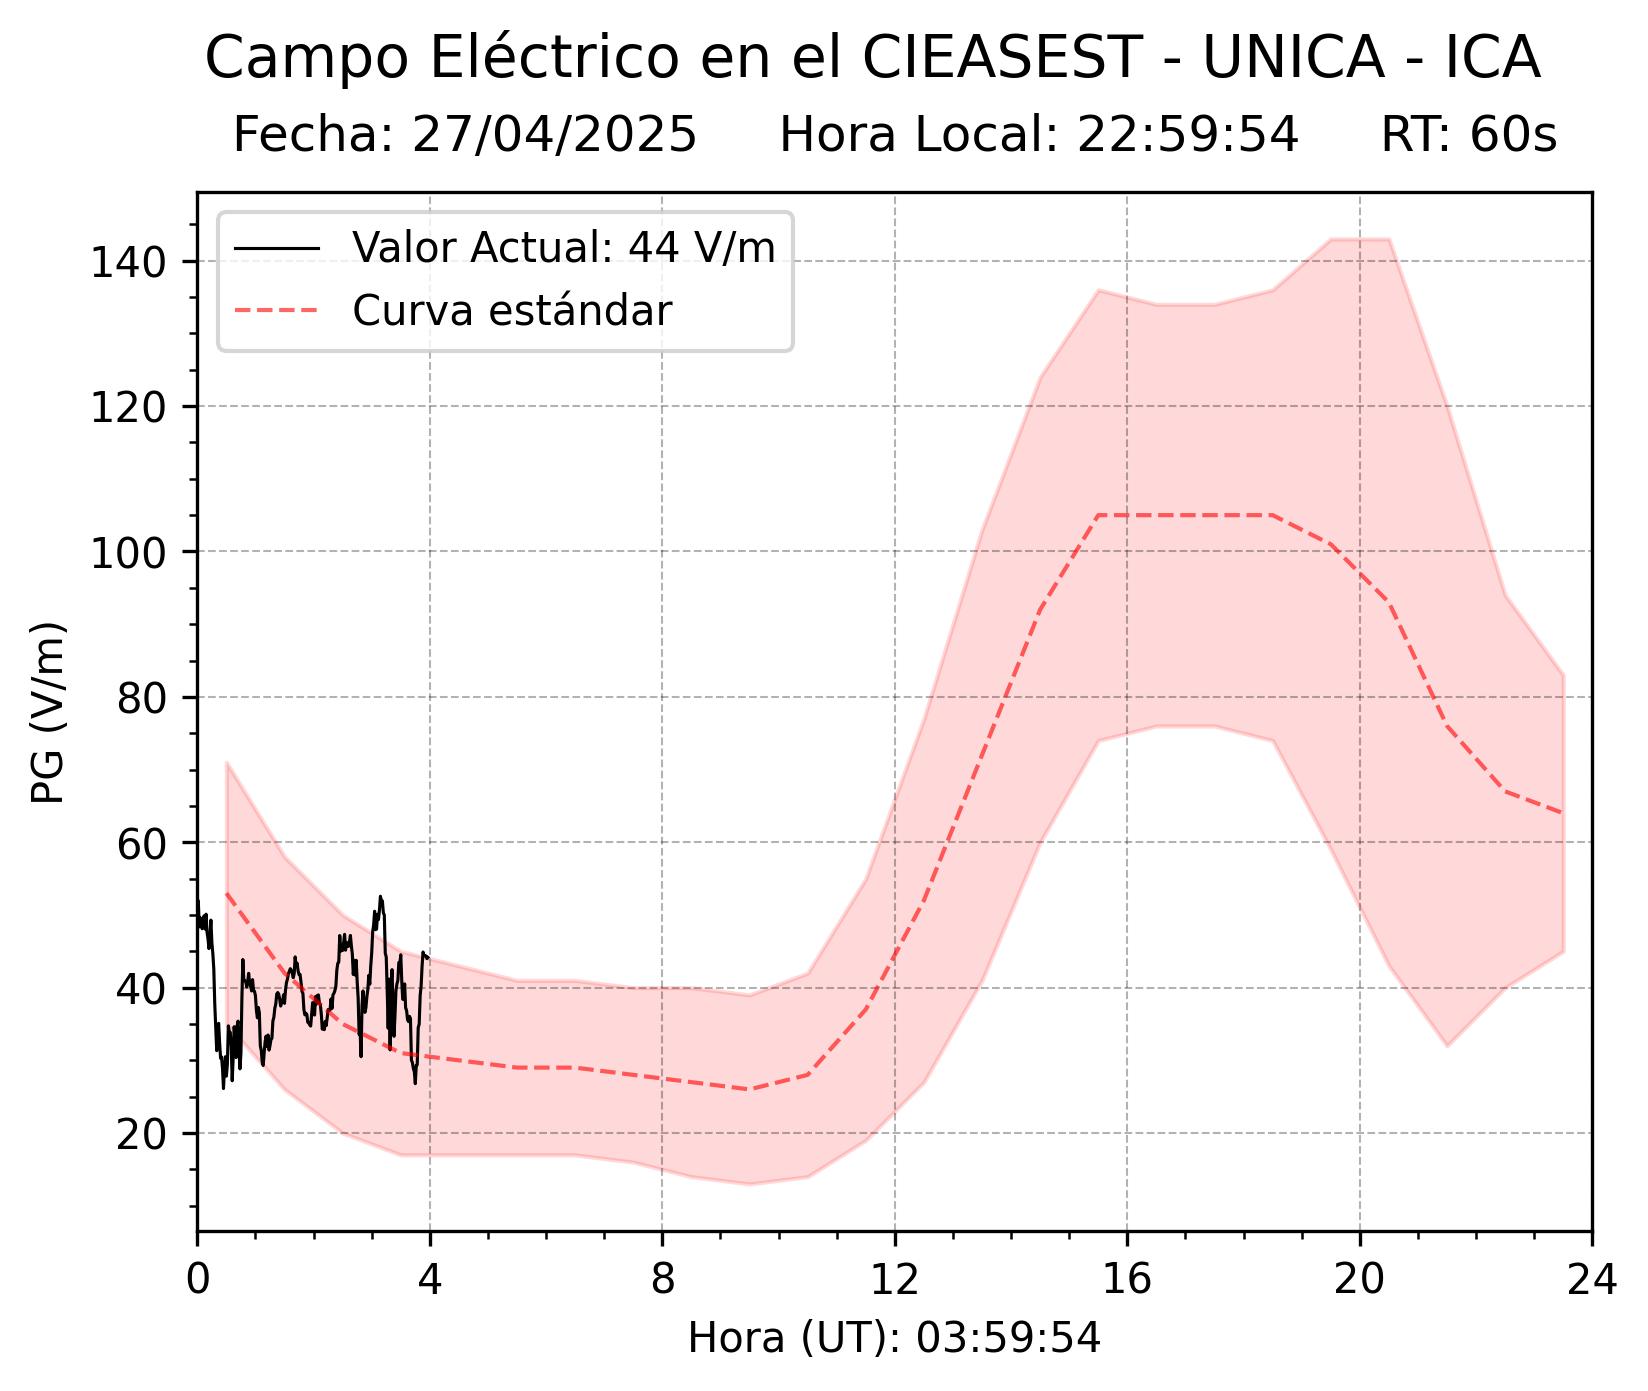 Campo Eléctrico en el CIEASEST - UNICA - ICA
Fecha: 27/04/2025 Hora Local: 22:59:54 RT: 60s
Valor Actual: 44 V/m
Curva estándar
140
120
100
80
60
40
20
PG (V/m)
0 4 8 12 16 20 24
Hora (UT): 03:59:54